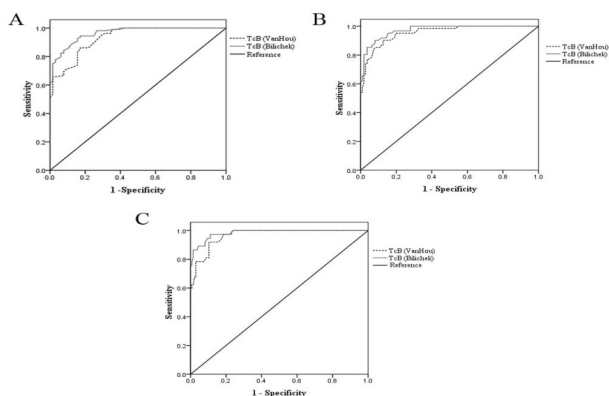 A
TcB (VanHou)
TcB (Bilichek)
Reference
Sensitivity
1.0
0.8
0.6
0.4
0.2
0.0
0.0 0.2 0.4 0.6 0.8 1.0
1 -Specificity
B
TcB (VanHou)
TcB (Bilichek)
Reference
Sensitivity
1.0
0.8
0.6
0.4
0.2
0.0
0.0 0.2 0.4 0.6 0.8 1.0
1 - Specificity
C
TcB (VanHou)
TcB (Bilichek)
Reference
Sensitivity
1.0
0.8
0.6
0.4
0.2
0.0
0.0 0.2 0.4 0.6 0.8 1.0
1 - Specificity